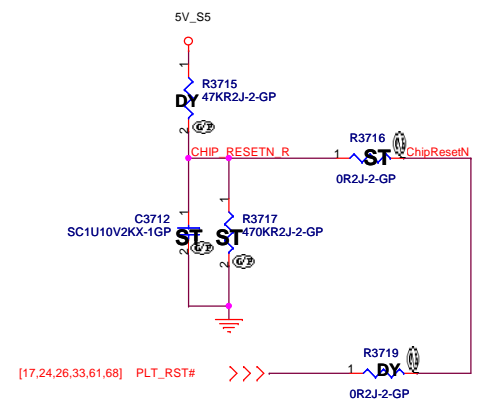 5V_S5
1
R3715
DY
47KR2J-2-GP
2
G/P
CHIP_RESETN_R
R3716
1
ST
ChipResetN
0R2J-2-GP
C3712
1
SC1U10V2KX-1GP
ST
2
G/P
1
R3717
ST
470KR2J-2-GP
2
G/P
[17,24,26,33,61,68]
PLT_RST#
R3719
1
DY
0R2J-2-GP